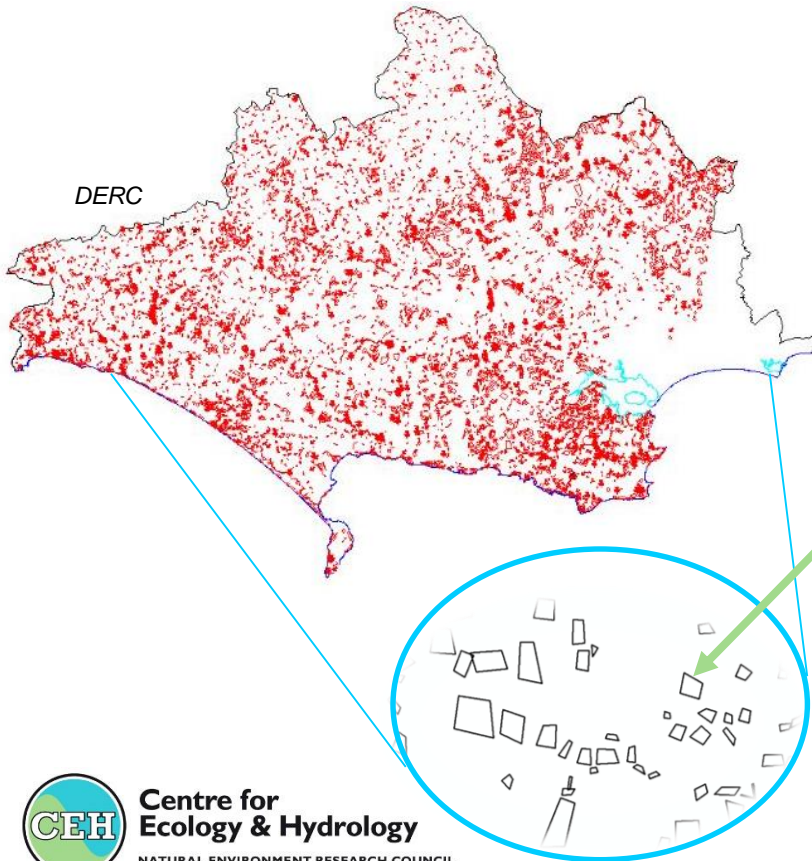 DERC
CEH
Centre for
Ecology & Hydrology
NATURAL ENVIRONMENT RESEARCH COUNCIL